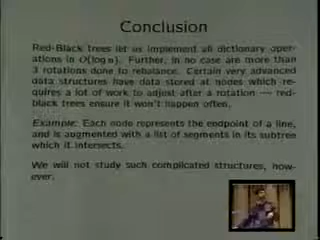 Conclusion
Red-Black trees let us implement all dictionary oper-
ations in O(log n). Further, in no case are more than
3 rotations done to rebalance. Certain very advanced
data structures have data stored at nodes which re-
quires a lot of work to adjust after a rotation — red-
black trees ensure it won't happen often.
Example: Each node represents the endpoint of a line,
and is augmented with a list of segments in its subtree
which it intersects.
We will not study such complicated structures, how-
ever.